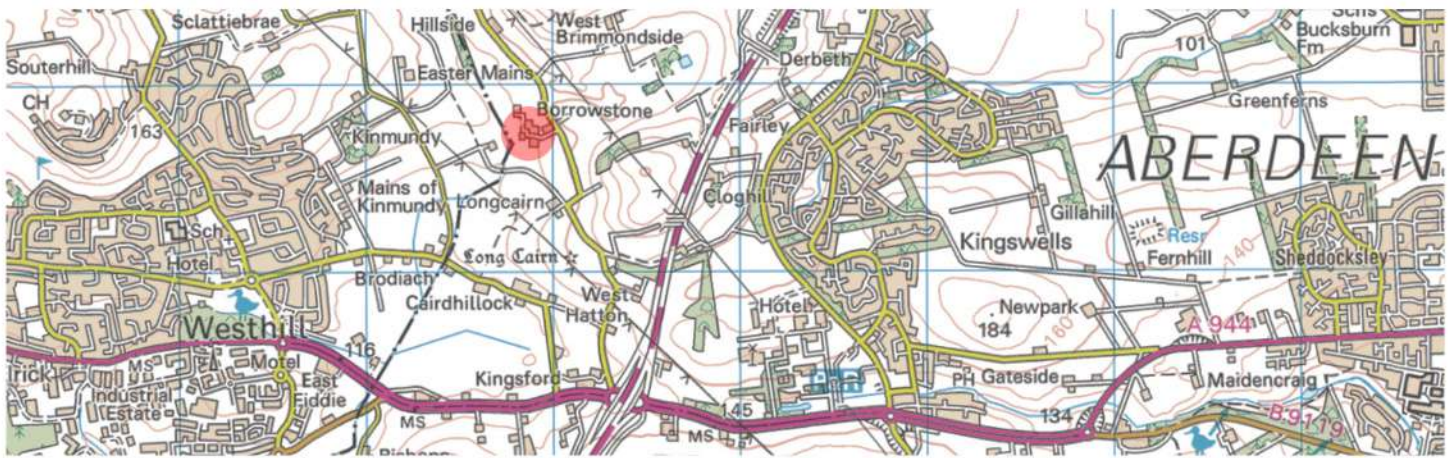 Sclattiebrae
Hillside
West
Brimmondside
Bucksburn
Fm
101
Souterhill
Easter Mains
Derbeth
Greenferns
CH
163
Borrowstone
Kinmundy
Fairley
ABERDEEN
Mains of
Kinmundy
Longcairn
Cloghill
Gillahill
Sch
Kingswells
Resr
Fernhill
140
Sheddocksley
Long Cairn
Hotel
Brodiach
Cairdhillock
West
Hatton
Hotel
Newpark
184
160
A 944
Westhill
116
MS
Motel
Kingsford
PH
Gateside
Maidencraig
Industrial
Estate
East
Fiddie
MS
145
MS
134
B 9119